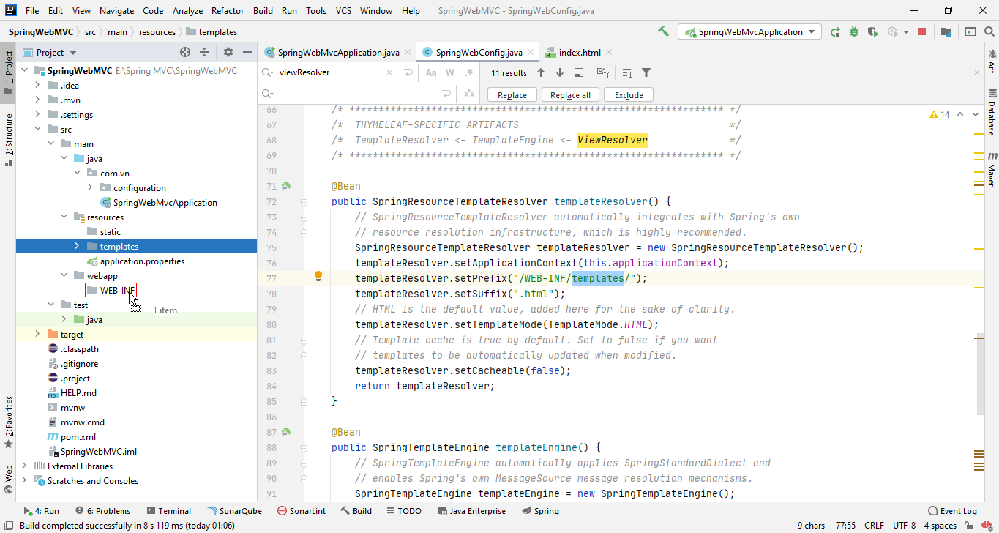 File Edit View Navigate Code Analyze Refactor Build Run Tools VCS Window Help SpringWebMVC - SpringWebConfig.java
SpringWebMVC src main resources templates SpringWebMvcApplication
1: Project
7: Structure
2: Favorites
Web
Project
SpringWebMVC E:\Spring MVC\SpringWebMVC
.idea
.mvn
.settings
src
main
java
com.vn
configuration
SpringWebMvcApplication
resources
static
templates
application.properties
webapp
WEB-INF
1 item
test
java
target
.classpath
.gitignore
.project
HELP.md
mvnw
mvnw.cmd
pom.xml
SpringWebMVC.iml
External Libraries
Scratches and Consoles
SpringWebMvcApplication.java SpringWebConfig.java index.html
viewResolver Aa W .* 11 results
Replace Replace all Exclude
14
66 /* **************************************************************** */
67 /* THYMELEAF-SPECIFIC ARTIFACTS */
68 /* TemplateResolver <- TemplateEngine <- ViewResolver */
69 /* **************************************************************** */
70
71 @Bean
72 public SpringResourceTemplateResolver templateResolver() {
73 // SpringResourceTemplateResolver automatically integrates with Spring's own
74 // resource resolution infrastructure, which is highly recommended.
75 SpringResourceTemplateResolver templateResolver = new SpringResourceTemplateResolver();
76 templateResolver.setApplicationContext(this.applicationContext);
77 templateResolver.setPrefix("/WEB-INF/templates/");
78 templateResolver.setSuffix(".html");
79 // HTML is the default value, added here for the sake of clarity.
80 templateResolver.setTemplateMode(TemplateMode.HTML);
81 // Template cache is true by default. Set to false if you want
82 // templates to be automatically updated when modified.
83 templateResolver.setCacheable(false);
84 return templateResolver;
85 }
86
87 @Bean
88 public SpringTemplateEngine templateEngine() {
89 // SpringTemplateEngine automatically applies SpringStandardDialect and
90 // enables Spring's own MessageSource message resolution mechanisms.
91 SpringTemplateEngine templateEngine = new SpringTemplateEngine();
Ant
Database
Maven
4: Run 6: Problems Terminal SonarQube SonarLint Build TODO Java Enterprise Spring Event Log
Build completed successfully in 8 s 119 ms (today 01:06) 9 chars 77:55 CRLF UTF-8 4 spaces